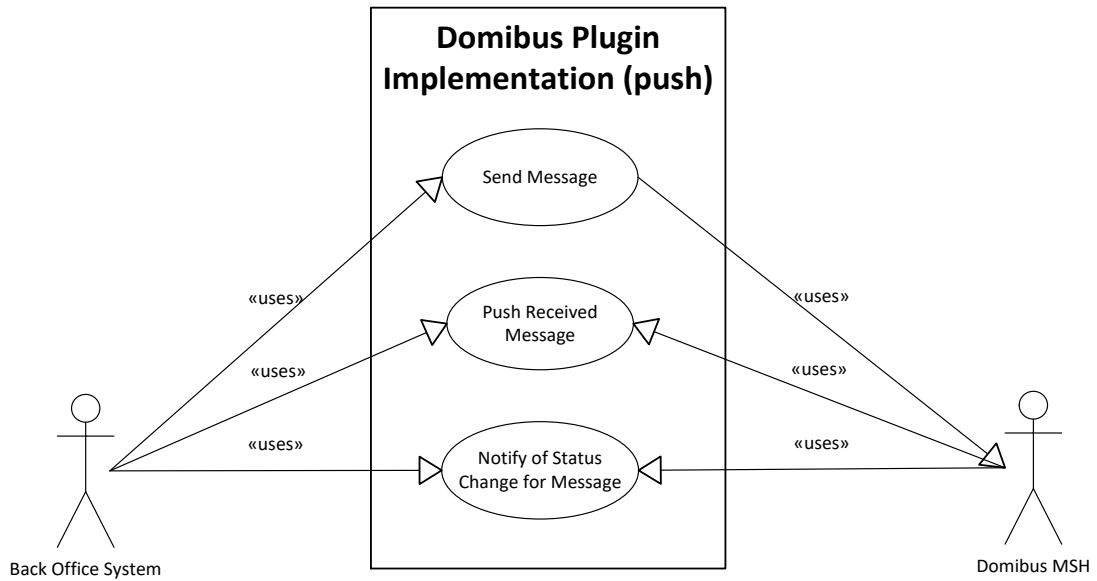 Domibus Plugin
Implementation (push)
Send Message
«uses»
«uses»
Push Received
Message
«uses»
«uses»
«uses»
«uses»
Notify of Status
Change for Message
Back Office System
Domibus MSH